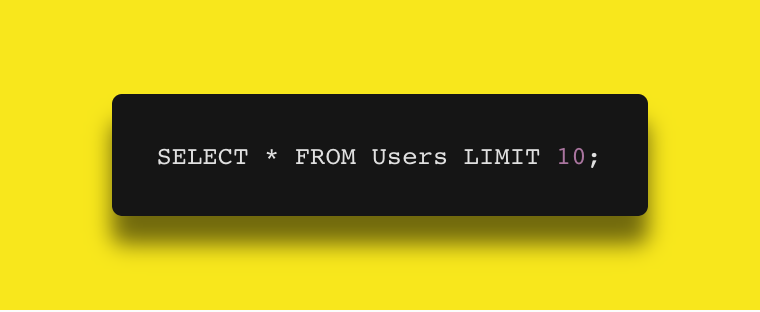 SELECT * FROM Users LIMIT 10;